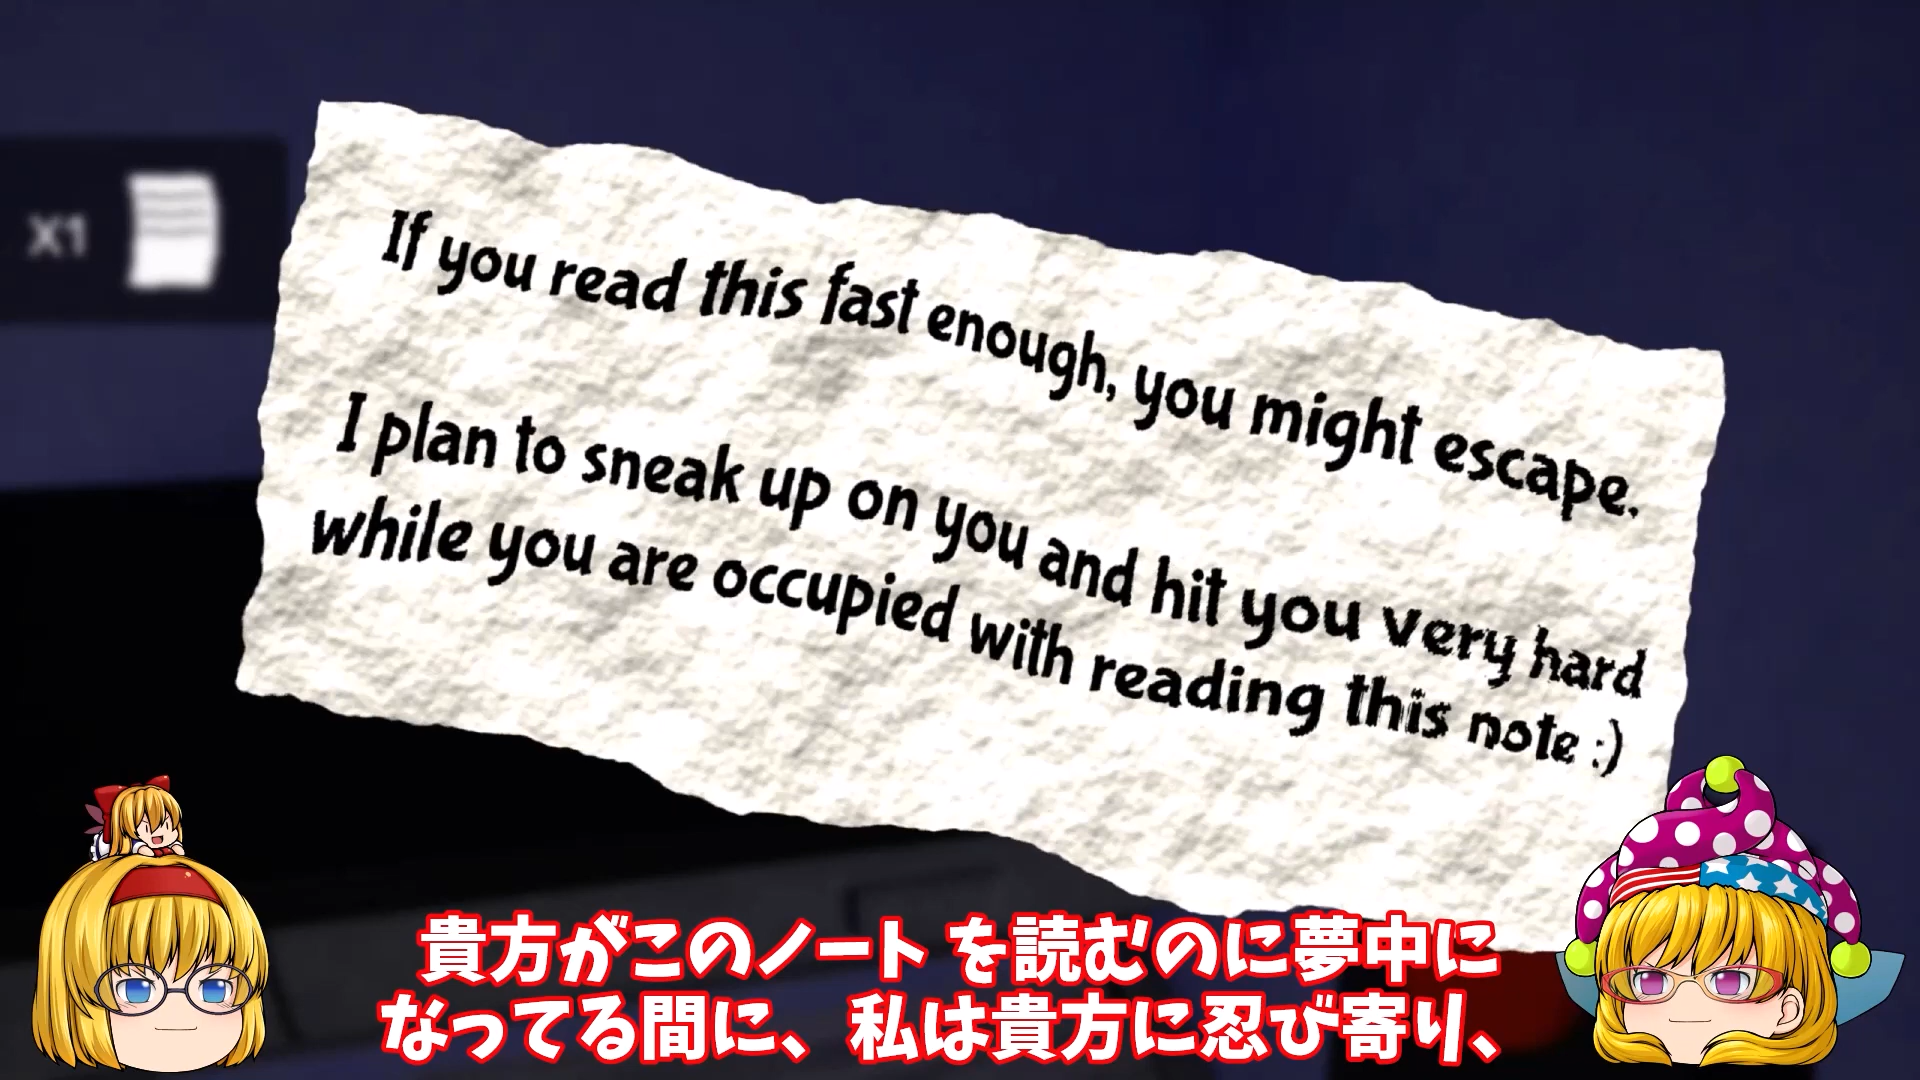 X1
If you read this fast enough, you might escape.
I plan to sneak up on you and hit you very hard
while you are occupied with reading this note :)
貴方がこのノート を読むのに夢中に
なってる間に、私は貴方に忍び寄り、